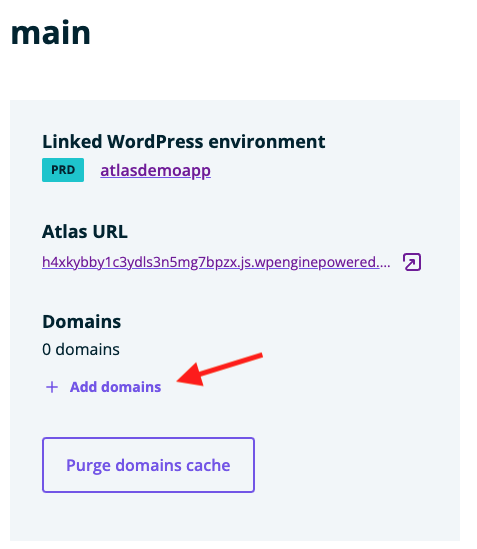 main
Linked WordPress environment
PRD atlasdemoapp
Atlas URL
h4xkybby1c3ydls3n5mg7bpzx.js.wpenginepowered....
Domains
0 domains
+ Add domains
Purge domains cache